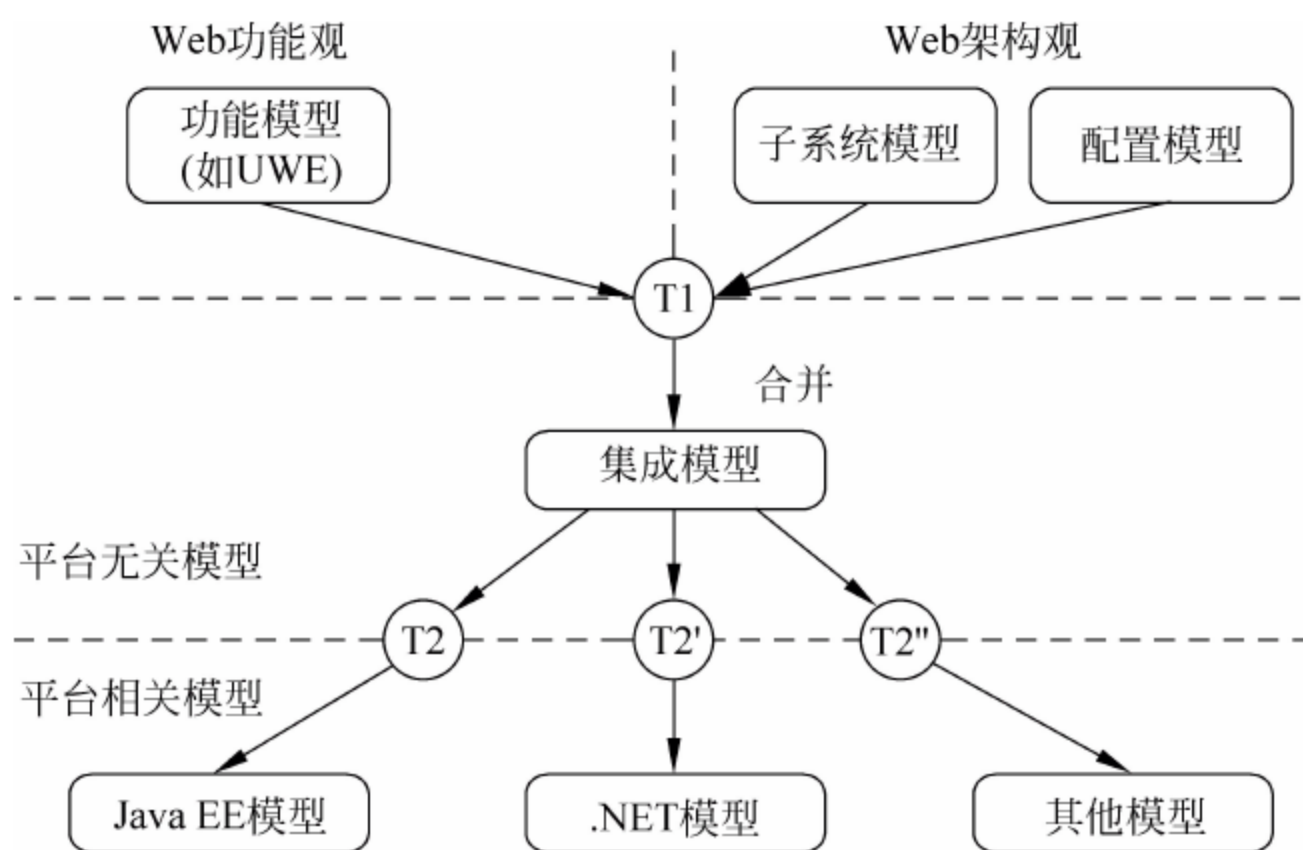 Web功能观
Web架构观
功能模型
(如UWE)
子系统模型
配置模型
T1
合并
集成模型
平台无关模型
T2
T2'
T2"
平台相关模型
Java EE模型
.NET模型
其他模型